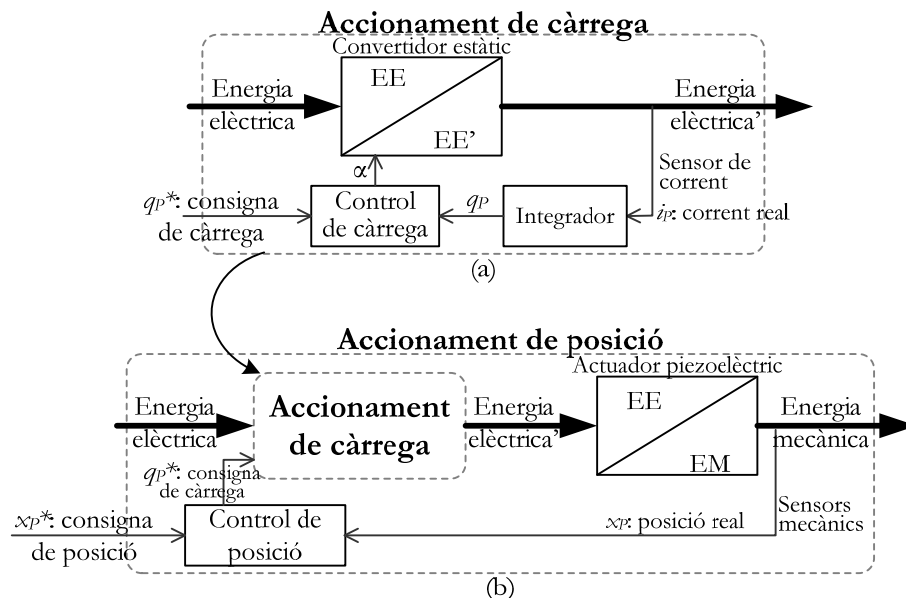 Accionament de càrrega
Convertidor estàtic
Energia
elèctrica
EE
EE’
Energia
elèctrica’
α
Sensor de
corrent
qP*: consigna
de càrrega
Control
de càrrega
qP
Integrador
iP: corrent real
(a)
Accionament de posició
Actuador piezoelèctric
Energia
elèctrica
Accionament
de càrrega
Energia
elèctrica’
EE
EM
Energia
mecànica
qP*: consigna
de càrrega
xP*: consigna
de posició
Control de
posició
xP: posició real
Sensors
mecànics
(b)